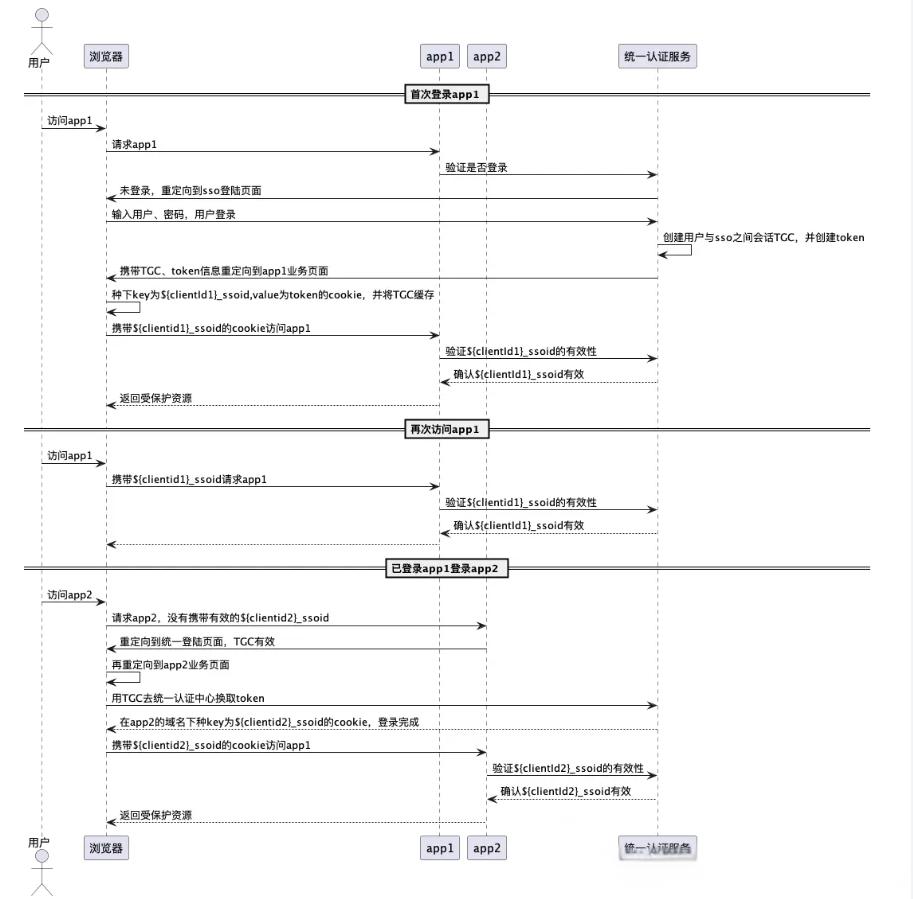 用户
浏览器
app1
app2
统一认证服务
首次登录app1
访问app1
请求app1
验证是否登录
未登录，重定向到sso登陆页面
输入用户、密码，用户登录
创建用户与sso之间会话TGC，并创建token
携带TGC、token信息重定向到app1业务页面
种下key为${clientId1}_ssoid,value为token的cookie，并将TGC缓存
携带${clientid1}_ssoid的cookie访问app1
验证${clientId1}_ssoid的有效性
确认${clientId1}_ssoid有效
返回受保护资源
再次访问app1
访问app1
携带${clientid1}_ssoid请求app1
验证${clientid1}_ssoid的有效性
确认${clientId1}_ssoid有效
已登录app1登录app2
访问app2
请求app2，没有携带有效的${clientid2}_ssoid
重定向到统一登陆页面，TGC有效
再重定向到app2业务页面
用TGC去统一认证中心换取token
在app2的域名下种key为${clientid2}_ssoid的cookie，登录完成
携带${clientid2}_ssoid的cookie访问app1
验证${clientId2}_ssoid的有效性
确认${clientId2}_ssoid有效
返回受保护资源
用户
浏览器
app1
app2
统一认证服务